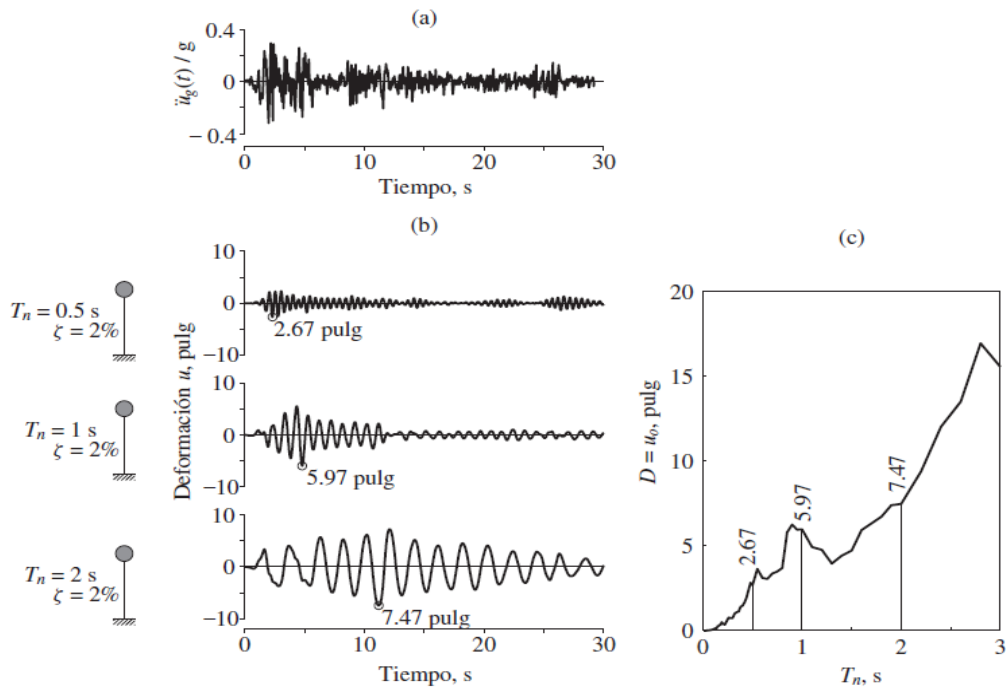 (a)
0.4
0
− 0.4
üg(t) / g
0
10
20
30
Tiempo, s
(b)
Tn = 0.5 s
ζ = 2%
Tn = 1 s
ζ = 2%
Tn = 2 s
ζ = 2%
Deformación u, pulg
10
0
−10
2.67 pulg
10
0
−10
5.97 pulg
10
0
−10
7.47 pulg
0
10
20
30
Tiempo, s
(c)
D = uo, pulg
20
15
10
5
0
2.67
5.97
7.47
0
1
2
3
Tn, s